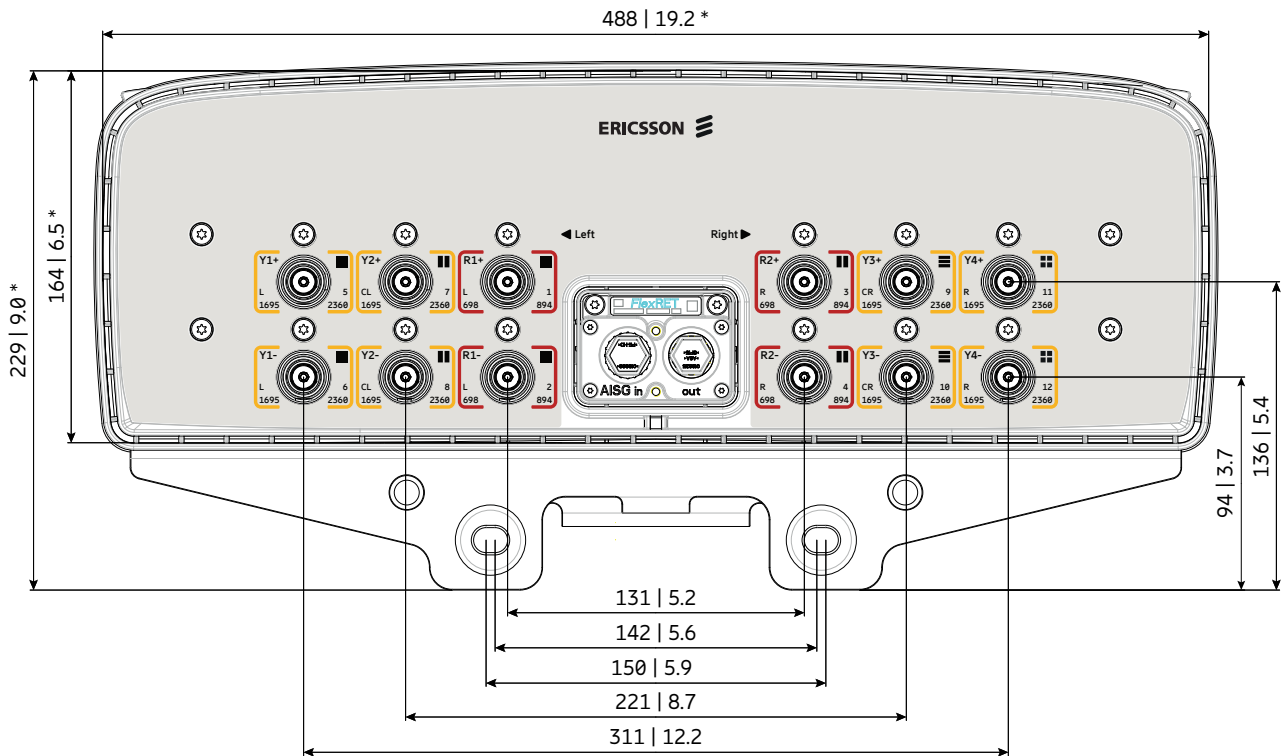 488 | 19.2 *
229 | 9.0 *
164 | 6.5 *
ERICSSON
Left Right
Y1+ Y2+ R1+ R2+ Y3+ Y4+
L 5 CL 7 L 1 R 3 CR 9 R 11
1695 2360 1695 2360 698 894 698 894 1695 2360 1695 2360
FlexRET
Y1- Y2- R1- R2- Y3- Y4-
L 6 CL 8 L 2 R 4 CR 10 R 12
1695 2360 1695 2360 698 894 698 894 1695 2360 1695 2360
AISG in out
94 | 3.7
136 | 5.4
131 | 5.2
142 | 5.6
150 | 5.9
221 | 8.7
311 | 12.2